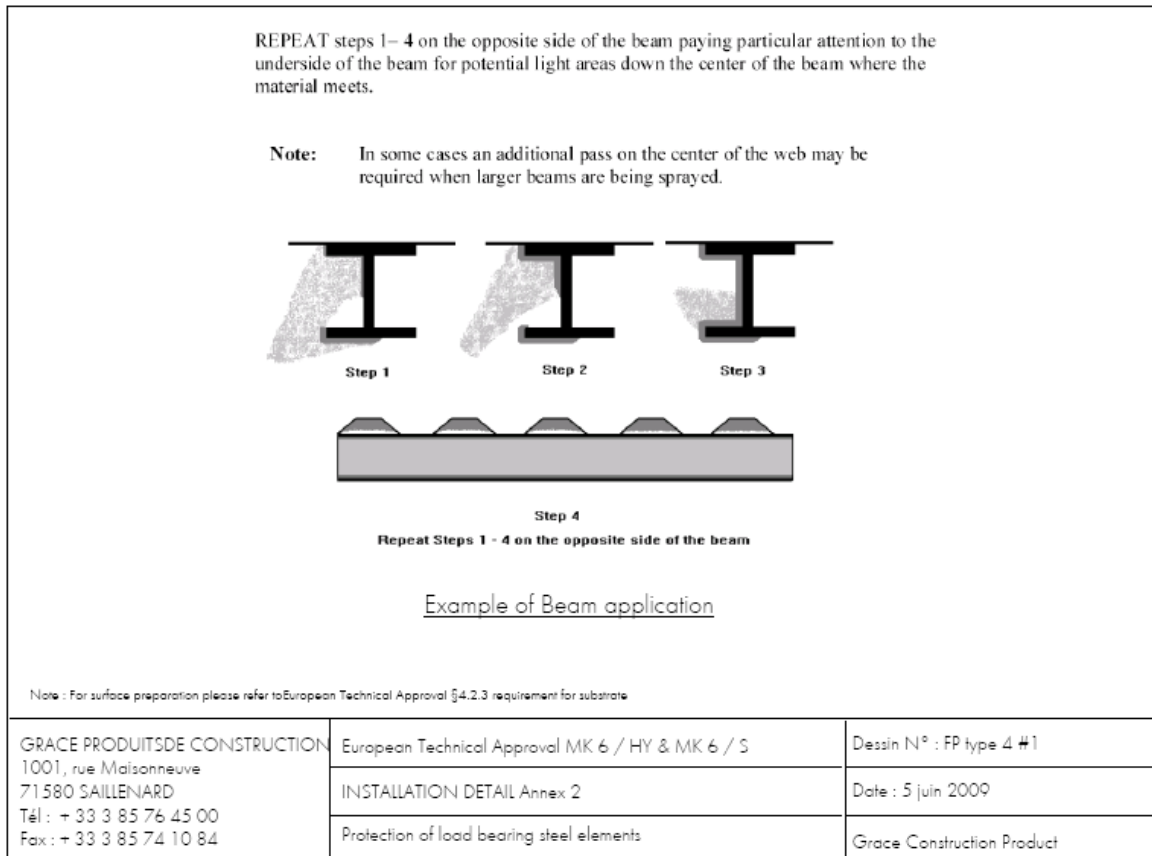 REPEAT steps 1– 4 on the opposite side of the beam paying particular attention to the
underside of the beam for potential light areas down the center of the beam where the
material meets.
Note: In some cases an additional pass on the center of the web may be
required when larger beams are being sprayed.
Step 1 Step 2 Step 3
Step 4
Repeat Steps 1 - 4 on the opposite side of the beam
Example of Beam application
Note : For surface preparation please refer toEuropean Technical Approval §4.2.3 requirement for substrate
GRACE PRODUITSDE CONSTRUCTION
1001, rue Maisonneuve
71580 SAILLENARD
Tél : + 33 3 85 76 45 00
Fax : + 33 3 85 74 10 84
European Technical Approval MK 6 / HY & MK 6 / S
INSTALLATION DETAIL Annex 2
Protection of load bearing steel elements
Dessin N° : FP type 4 #1
Date : 5 juin 2009
Grace Construction Product